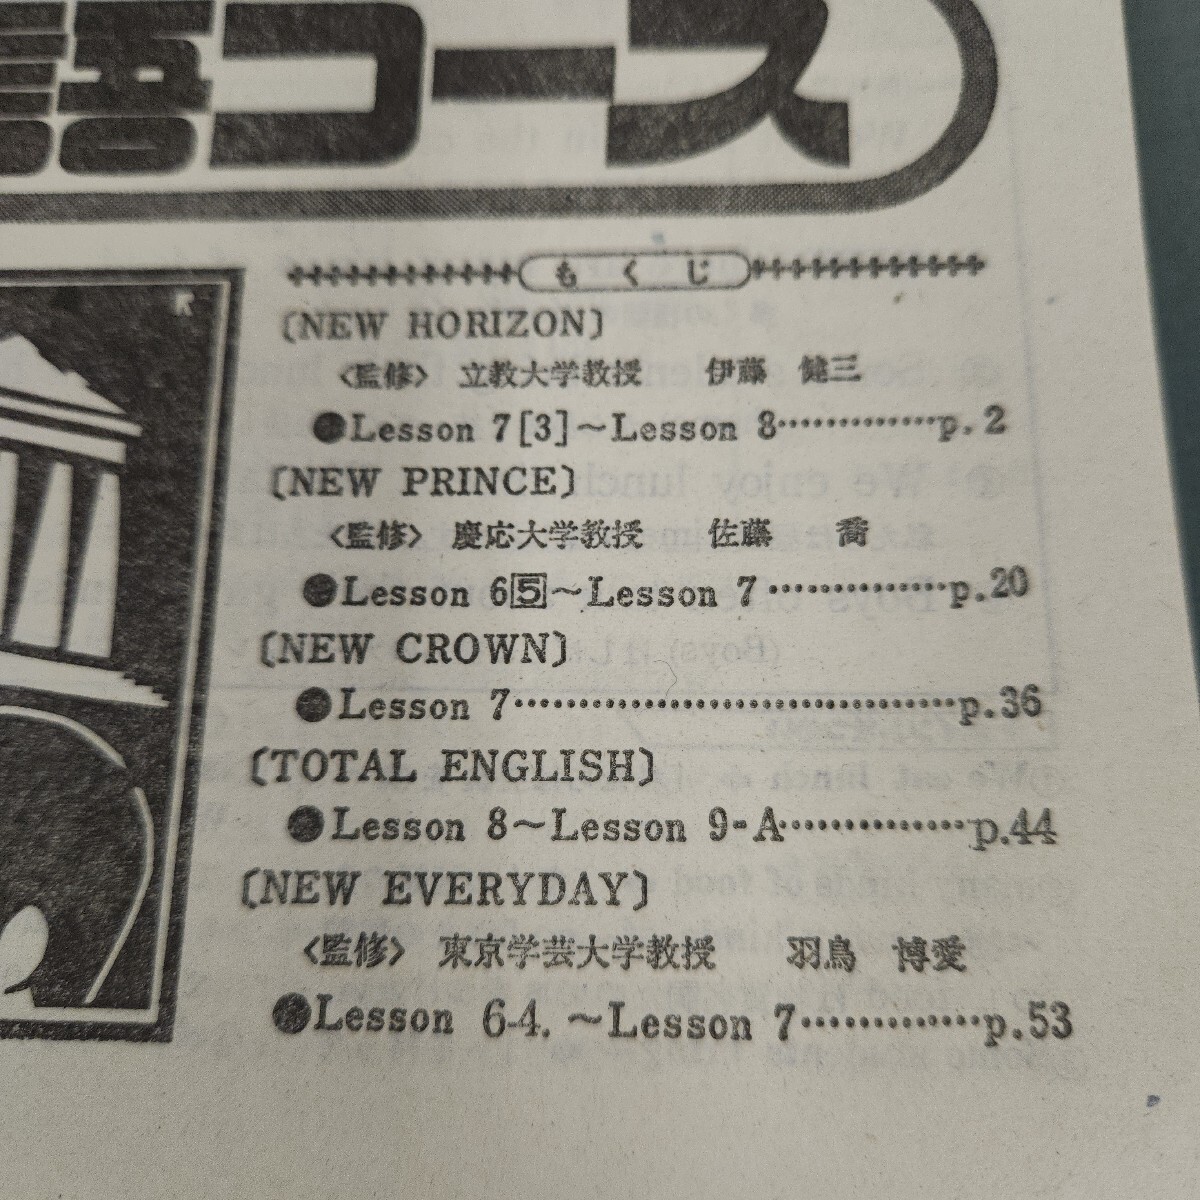 語コース
もくじ
〔NEW HORIZON〕
〈監修〉 立教大学教授 伊藤 健三
●Lesson 7[3]～Lesson 8…………p.2
〔NEW PRINCE〕
〈監修〉 慶応大学教授 佐藤 喬
●Lesson 6⃞5～Lesson 7……………p.20
〔NEW CROWN〕
●Lesson 7…………………………………p.36
〔TOTAL ENGLISH〕
●Lesson 8～Lesson 9-A……………p.44
〔NEW EVERYDAY〕
〈監修〉 東京学芸大学教授 羽鳥 博愛
●Lesson 6-4.～Lesson 7……………p.53